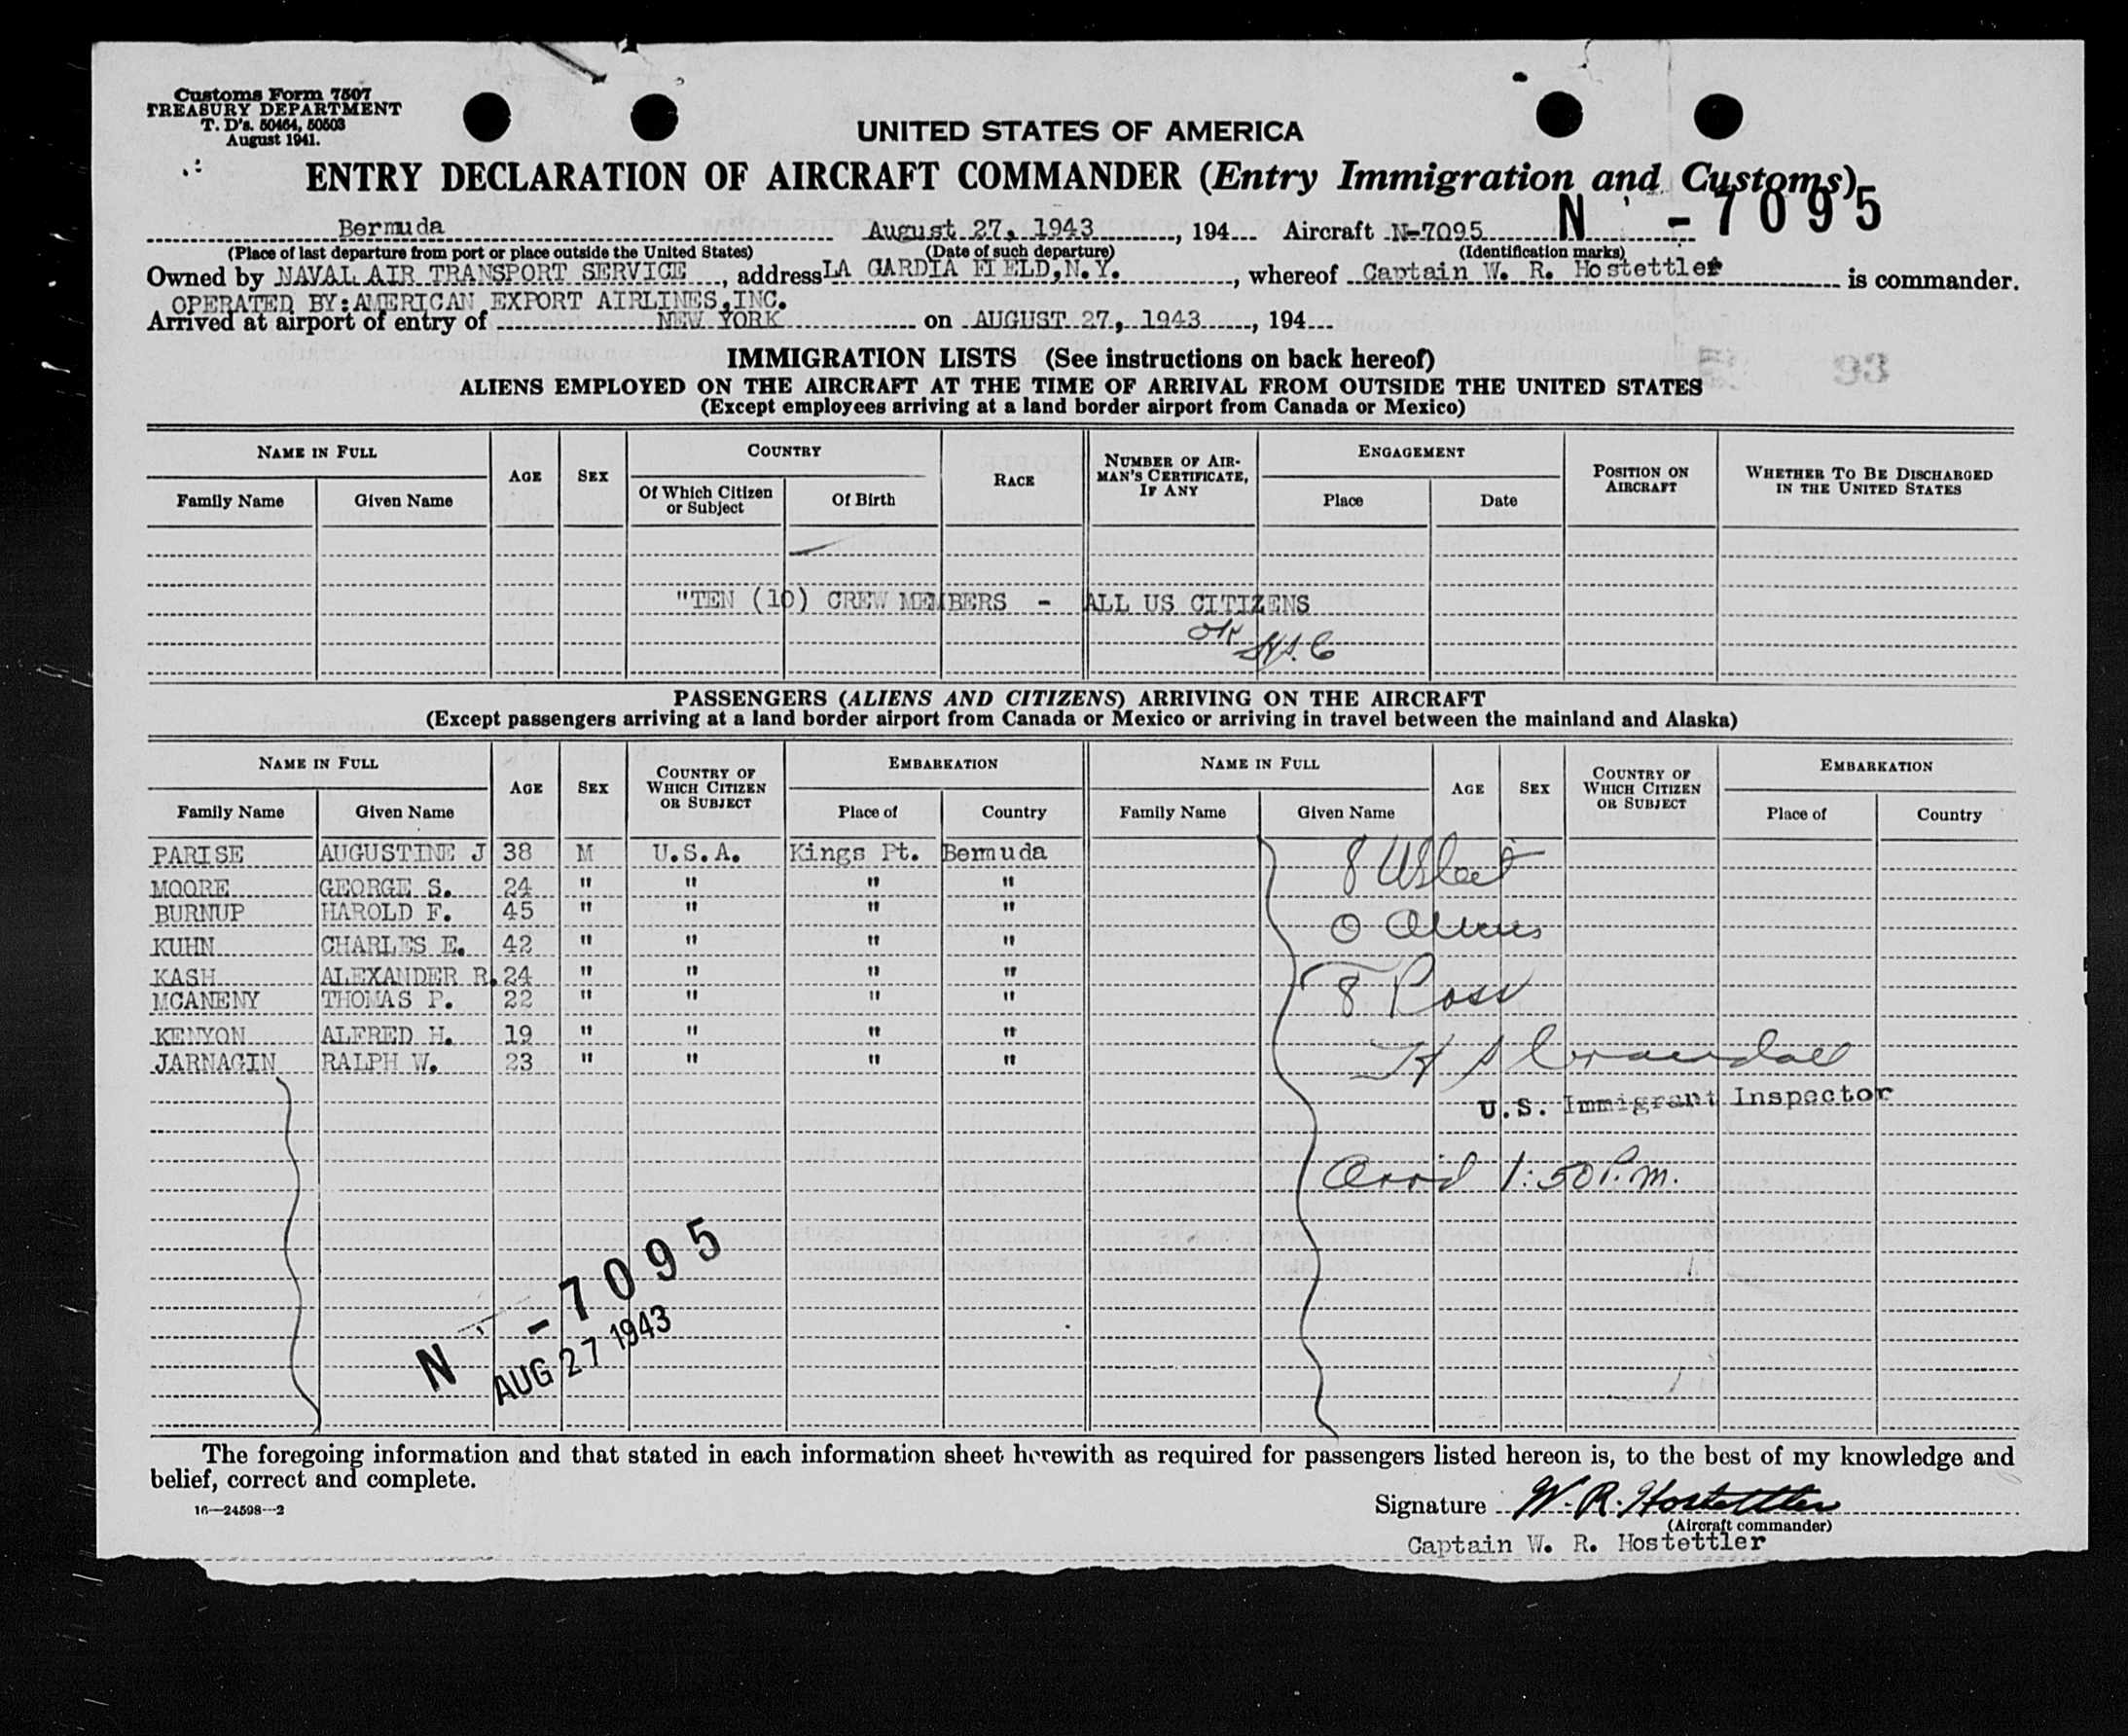 Customs Form 7507
TREASURY DEPARTMENT
T. D's. 50464, 50503
August 1941.
UNITED STATES OF AMERICA
ENTRY DECLARATION OF AIRCRAFT COMMANDER (Entry Immigration and Customs)
N - 7095
Bermuda August 27, 1943, 194 Aircraft N-7095
(Place of last departure from port or place outside the United States) (Date of such departure) (Identification marks)
Owned by NAVAL AIR TRANSPORT SERVICE, address LA GARDIA FIELD, N.Y., whereof Captain W. R. Hostettler is commander.
OPERATED BY: AMERICAN EXPORT AIRLINES, INC.
Arrived at airport of entry of NEW YORK on AUGUST 27, 1943, 194
IMMIGRATION LISTS (See instructions on back hereof)
ALIENS EMPLOYED ON THE AIRCRAFT AT THE TIME OF ARRIVAL FROM OUTSIDE THE UNITED STATES
(Except employees arriving at a land border airport from Canada or Mexico)
NAME IN FULL AGE SEX COUNTRY RACE NUMBER OF AIRMAN'S CERTIFICATE, IF ANY ENGAGEMENT POSITION ON AIRCRAFT WHETHER TO BE DISCHARGED IN THE UNITED STATES
Family Name Given Name Of Which Citizen or Subject Of Birth Place Date
"TEN (10) CREW MEMBERS - ALL US CITIZENS
OK
H.S.C
PASSENGERS (ALIENS AND CITIZENS) ARRIVING ON THE AIRCRAFT
(Except passengers arriving at a land border airport from Canada or Mexico or arriving in travel between the mainland and Alaska)
NAME IN FULL AGE SEX COUNTRY OF WHICH CITIZEN OR SUBJECT EMBARKATION NAME IN FULL AGE SEX COUNTRY OF WHICH CITIZEN OR SUBJECT EMBARKATION
Family Name Given Name Place of Country Family Name Given Name Place of Country
PARISE AUGUSTINE J 38 M U.S.A. Kings Pt. Bermuda
MOORE GEORGE S. 24 " " " "
BURNUP HAROLD F. 45 " " " "
KUHN CHARLES E. 42 " " " "
KASH ALEXANDER R. 24 " " " "
MCANENY THOMAS P. 22 " " " "
KENYON ALFRED H. 19 " " " "
JARNAGIN RALPH W. 23 " " " "
8
0 Aliens
8 Pass
H S Crandall
U.S. Immigrant Inspector
Arrid 1:50 P.m.
N - 7095
AUG 27 1943
The foregoing information and that stated in each information sheet herewith as required for passengers listed hereon is, to the best of my knowledge and
belief, correct and complete.
16—24598—2
Signature W. R. Hostettler
(Aircraft commander)
Captain W. R. Hostettler